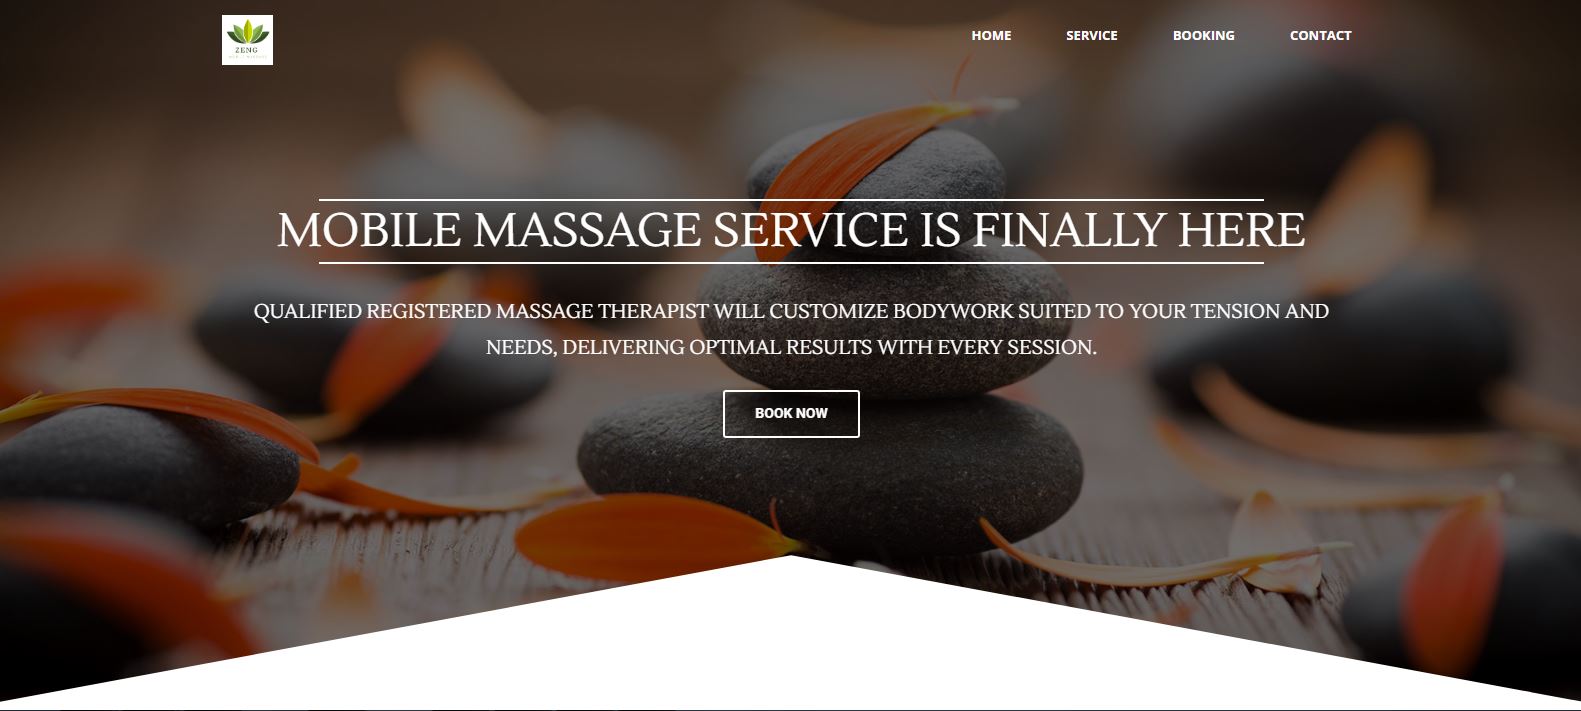 ZENG
HOME SERVICE BOOKING CONTACT
MOBILE MASSAGE SERVICE IS FINALLY HERE
QUALIFIED REGISTERED MASSAGE THERAPIST WILL CUSTOMIZE BODYWORK SUITED TO YOUR TENSION AND
NEEDS, DELIVERING OPTIMAL RESULTS WITH EVERY SESSION.
BOOK NOW